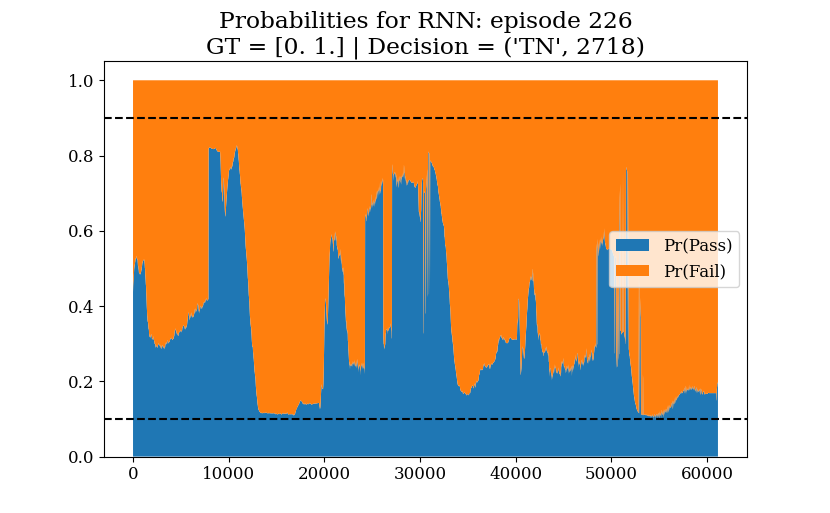 Probabilities for RNN: episode 226
GT = [0. 1.] | Decision = ('TN', 2718)
1.0
0.8
0.6
0.4
0.2
0.0
Pr(Pass)
Pr(Fail)
0 10000 20000 30000 40000 50000 60000